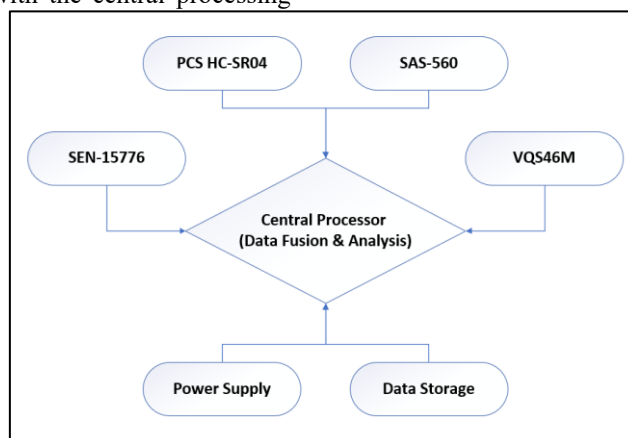 with the central processing
PCS HC-SR04
SAS-560
SEN-15776
VQS46M
Central Processor
(Data Fusion & Analysis)
Power Supply
Data Storage